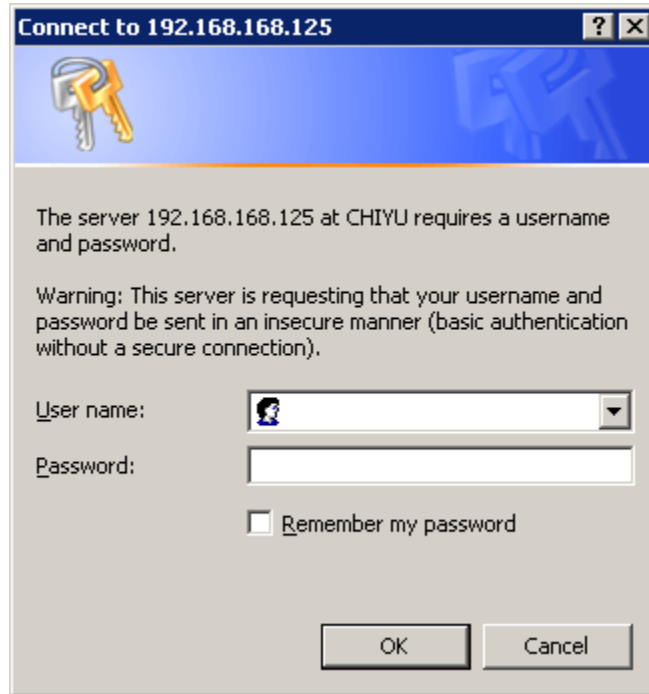 Connect to 192.168.168.125
The server 192.168.168.125 at CHIYU requires a username
and password.
Warning: This server is requesting that your username and
password be sent in an insecure manner (basic authentication
without a secure connection).
User name:
Password:
Remember my password
OK Cancel